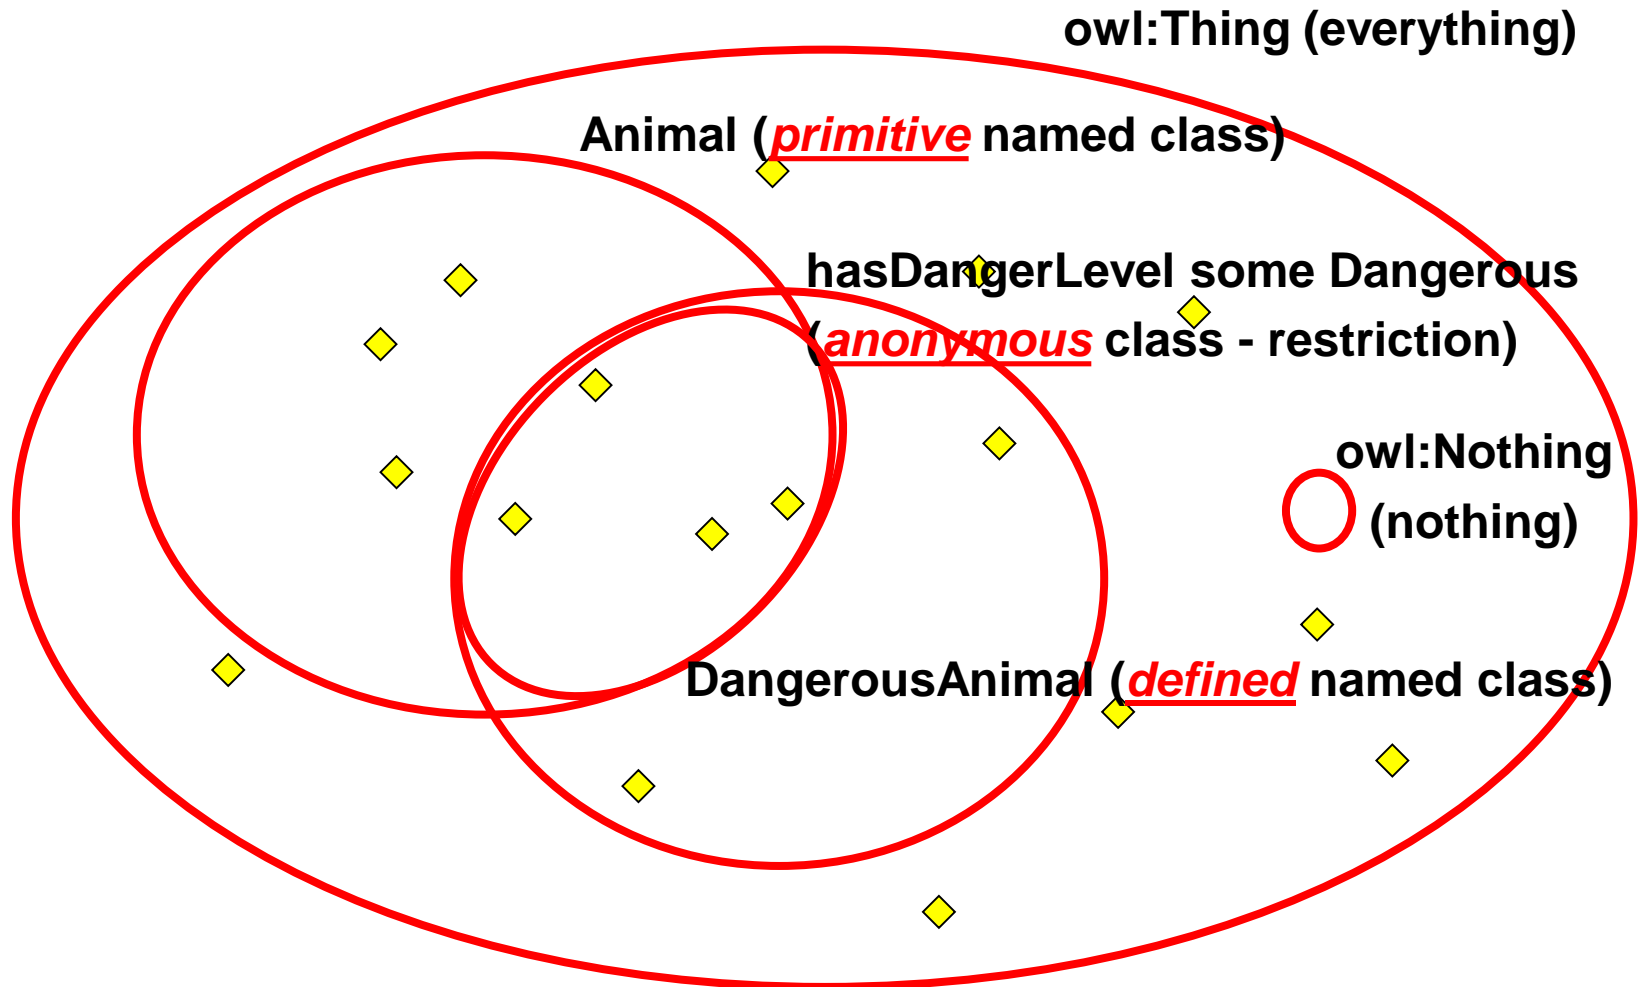 owl:Thing (everything)
Animal (primitive named class)
hasDangerLevel some Dangerous
(anonymous class - restriction)
owl:Nothing
(nothing)
DangerousAnimal (defined named class)